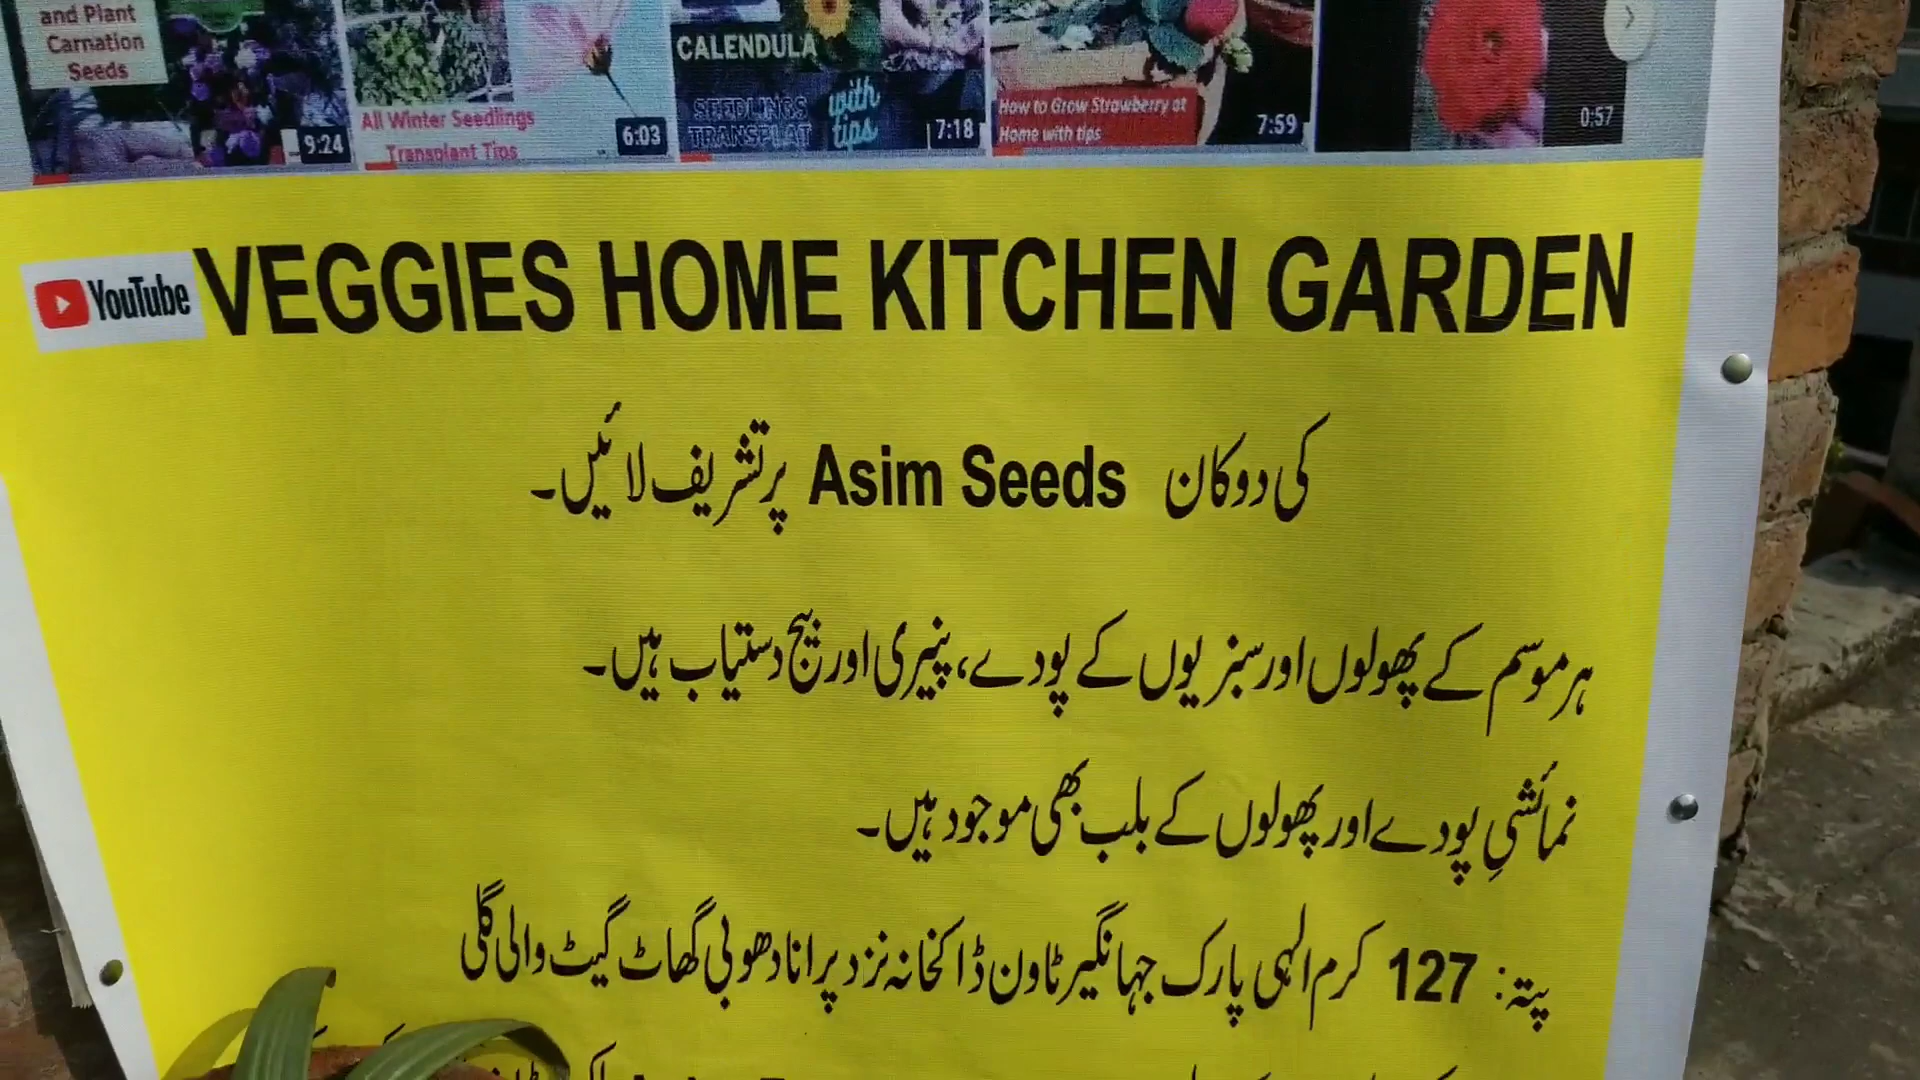 and Plant
Carnation
Seeds
9:24
All Winter Seedlings
Transplant Tips
6:03
CALENDULA
SEEDLINGS
TRANSPLAT
with
tips
7:18
How to Grow Strawberry at
Home with tips
7:59
0:57
YouTube VEGGIES HOME KITCHEN GARDEN
کی دوکان Asim Seeds پر تشریف لائیں۔
ہر موسم کے پھولوں اور سبزیوں کے پودے، پنیری اور بیج دستیاب ہیں۔
نمائشیِ پودے اور پھولوں کے بلب بھی موجود ہیں۔
پتہ: 127 کرم الہی پارک جہانگیر ٹاون ڈاکخانہ نزد پرانا دھوبی گھاٹ گیٹ والی گلی